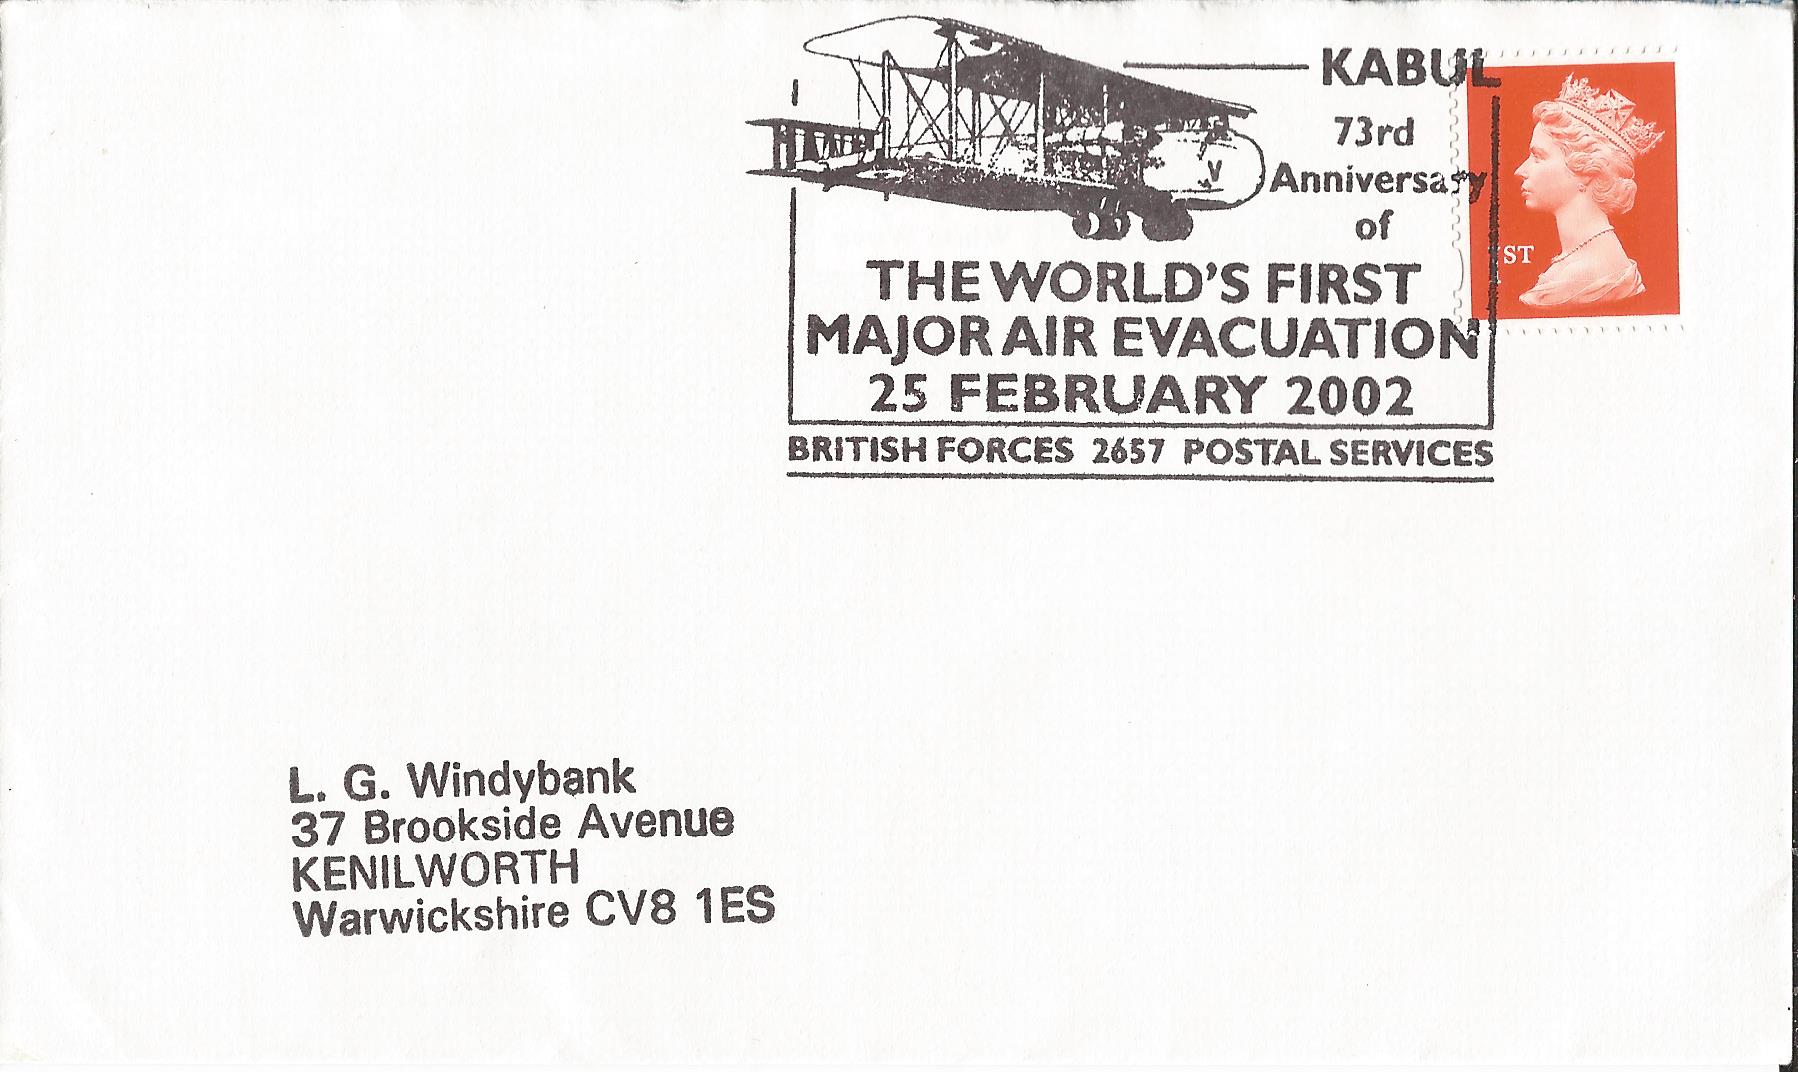 KABUL
73rd
Anniversary
of
THE WORLD'S FIRST
MAJOR AIR EVACUATION
25 FEBRUARY 2002
BRITISH FORCES 2657 POSTAL SERVICES
1ST
V
L. G. Windybank
37 Brookside Avenue
KENILWORTH
Warwickshire CV8 1ES